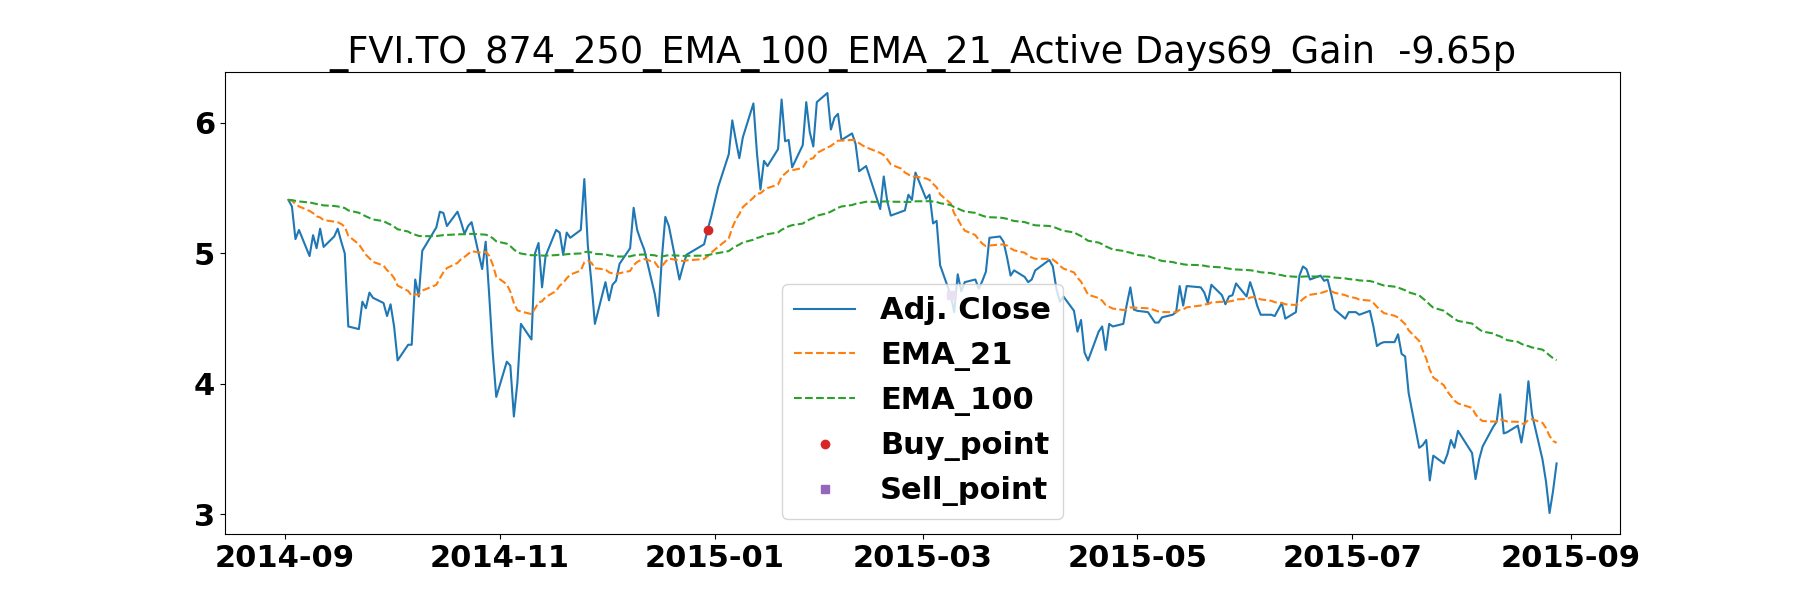 _FVI.TO_874_250_EMA_100_EMA_21_Active Days69_Gain  -9.65p
6
5
4
3
Adj. Close
EMA_21
EMA_100
Buy_point
Sell_point
2014-09 2014-11 2015-01 2015-03 2015-05 2015-07 2015-09